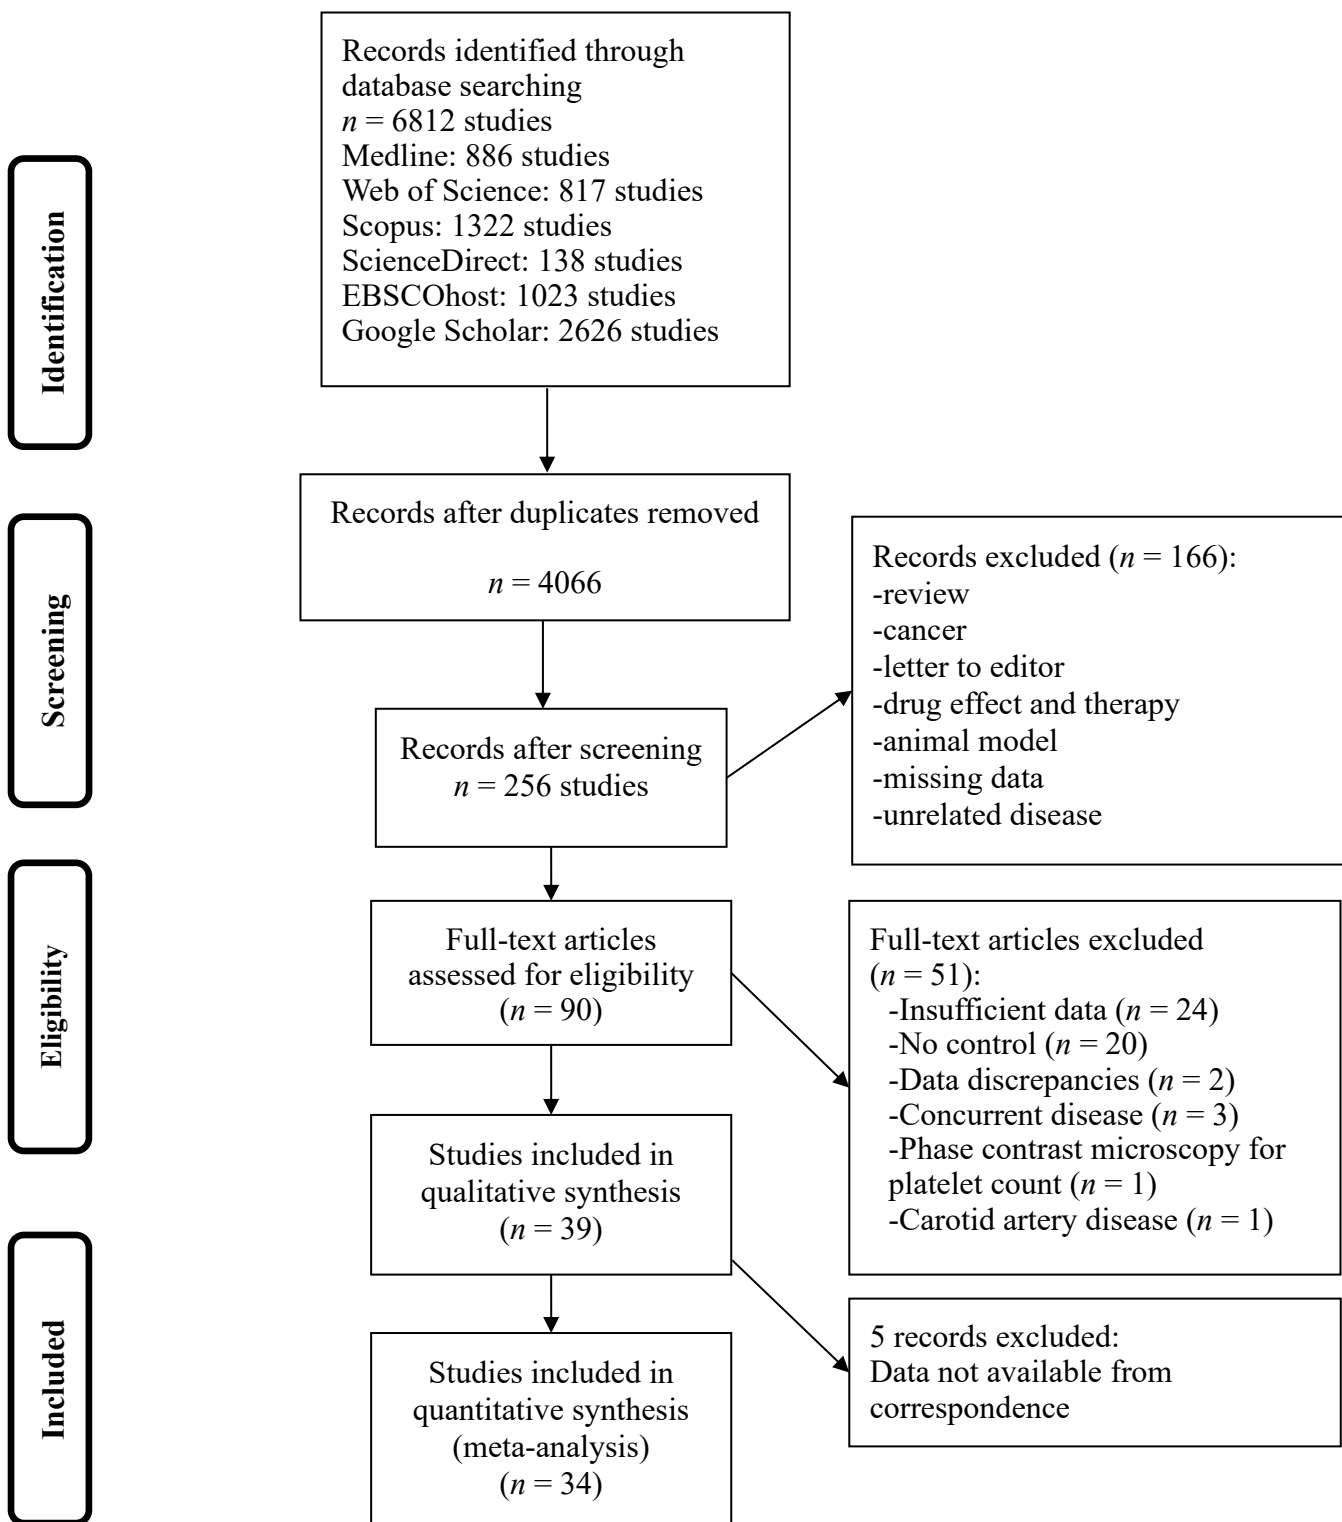 Identification
Records identified through
database searching
n = 6812 studies
Medline: 886 studies
Web of Science: 817 studies
Scopus: 1322 studies
ScienceDirect: 138 studies
EBSCOhost: 1023 studies
Google Scholar: 2626 studies
Screening
Records after duplicates removed
n = 4066
Records after screening
n = 256 studies
Records excluded (n = 166):
-review
-cancer
-letter to editor
-drug effect and therapy
-animal model
-missing data
-unrelated disease
Eligibility
Full-text articles
assessed for eligibility
(n = 90)
Full-text articles excluded
(n = 51):
-Insufficient data (n = 24)
-No control (n = 20)
-Data discrepancies (n = 2)
-Concurrent disease (n = 3)
-Phase contrast microscopy for
platelet count (n = 1)
-Carotid artery disease (n = 1)
Studies included in
qualitative synthesis
(n = 39)
Included
5 records excluded:
Data not available from
correspondence
Studies included in
quantitative synthesis
(meta-analysis)
(n = 34)